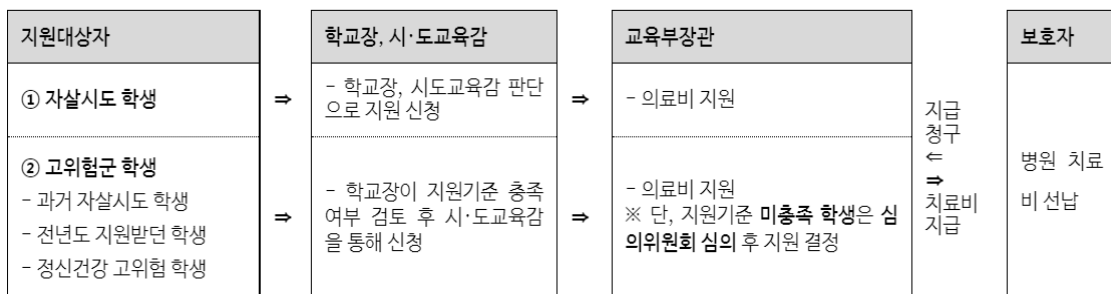 지원대상자
학교장, 시·도교육감
교육부장관
보호자
① 자살시도 학생
⇒
- 학교장, 시도교육감 판단
으로 지원 신청
⇒
- 의료비 지원
② 고위험군 학생
- 과거 자살시도 학생
- 전년도 지원받던 학생
- 정신건강 고위험 학생
⇒
- 학교장이 지원기준 충족
여부 검토 후 시·도교육감
을 통해 신청
⇒
- 의료비 지원
※ 단, 지원기준 미충족 학생은 심
의위원회 심의 후 지원 결정
지급
청구
⇐
⇒
치료비
지급
병원 치료
비 선납